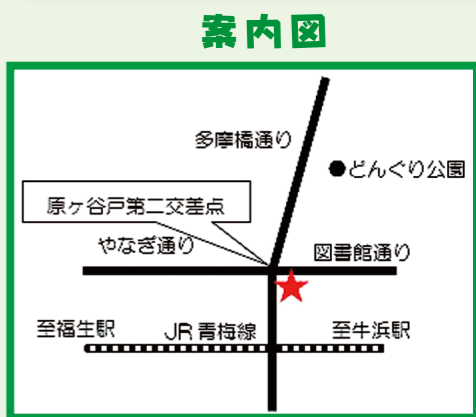 案内図
多摩橋通り
●どんぐり公園
原ヶ谷戸第二交差点
やなぎ通り
図書館通り
至福生駅
JR青梅線
至牛浜駅